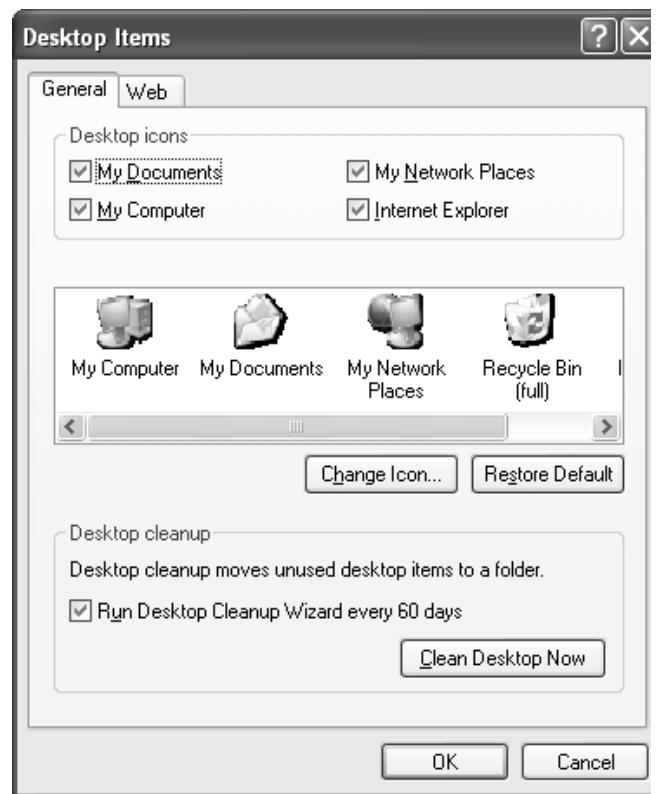 Desktop Items
General Web
Desktop icons
My Documents My Network Places
My Computer Internet Explorer
My Computer My Documents My Network Places Recycle Bin (full) I
Change Icon... Restore Default
Desktop cleanup
Desktop cleanup moves unused desktop items to a folder.
Run Desktop Cleanup Wizard every 60 days
Clean Desktop Now
OK Cancel